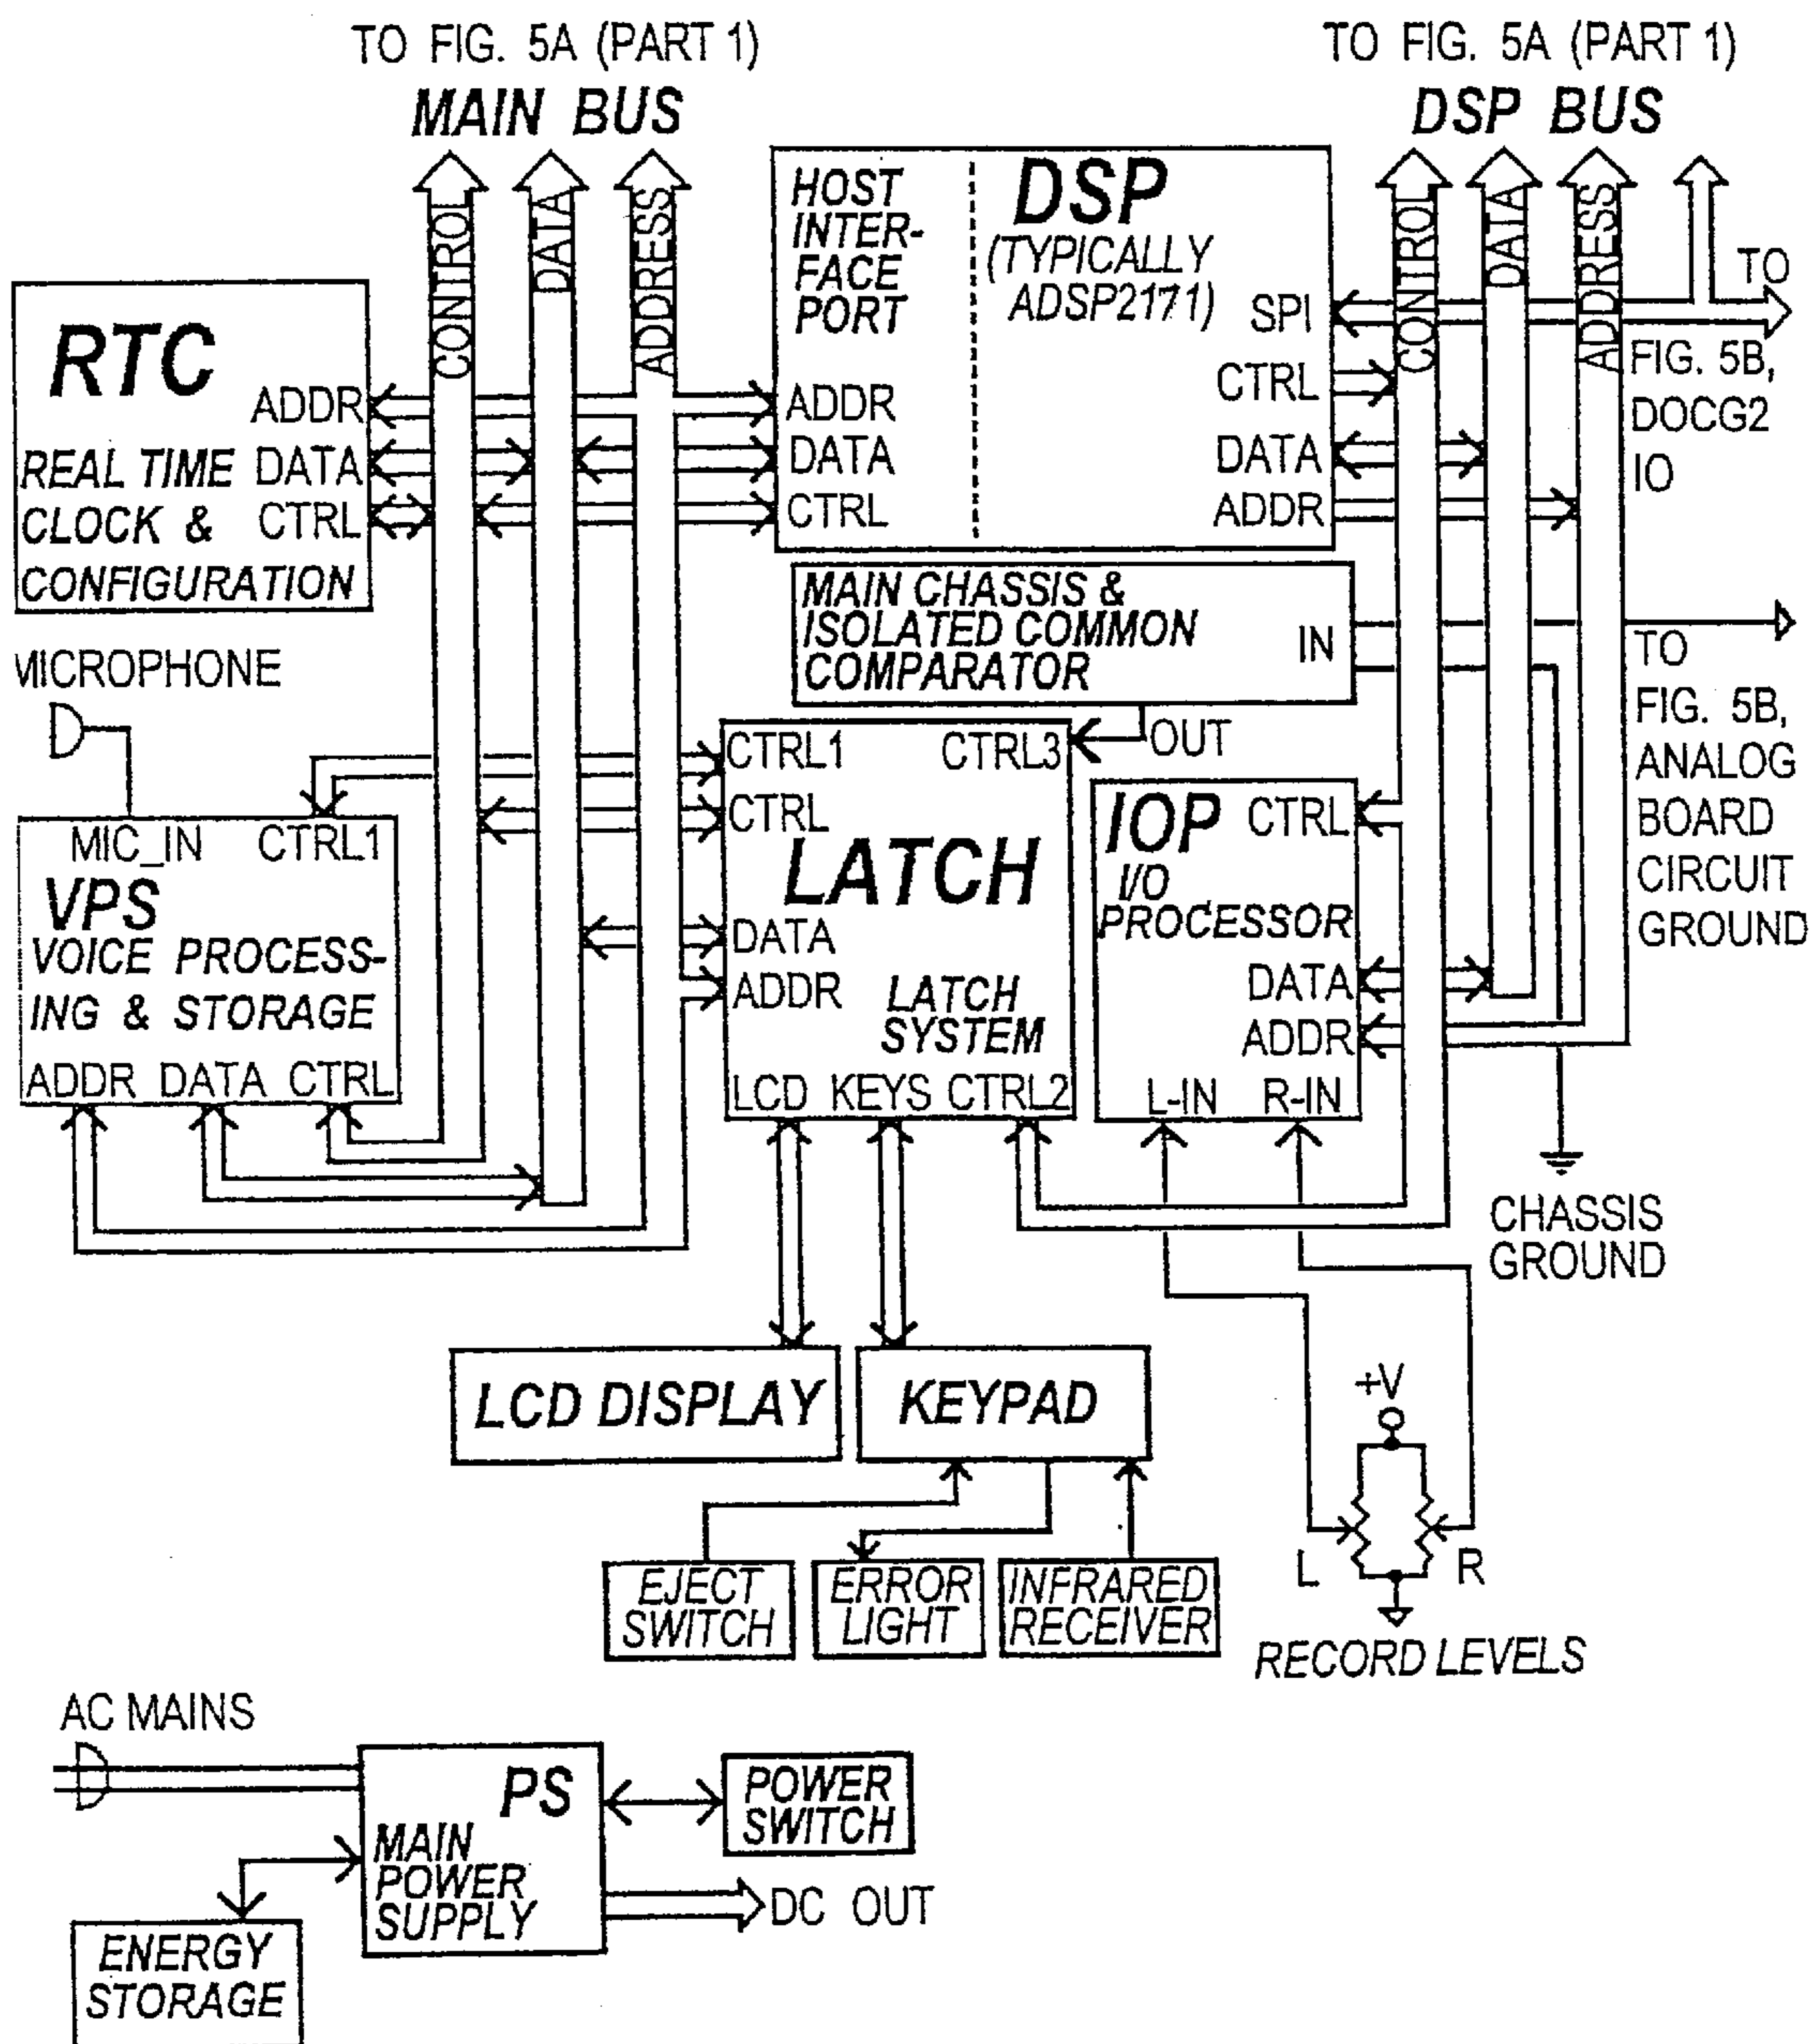 TO FIG. 5A (PART 1)
MAIN BUS
TO FIG. 5A (PART 1)
DSP BUS
CONTROL
DATA
ADDRESS
HOST
INTER-
FACE
PORT
DSP
(TYPICALLY
ADSP2171)
SPI
CTRL
DATA
ADDR
ADDR
DATA
CTRL
CONTROL
DATA
ADDRESS
TO
FIG. 5B,
DOCG2
IO
RTC
ADDR
REAL TIME DATA
CLOCK & CTRL
CONFIGURATION
MAIN CHASSIS &
ISOLATED COMMON
COMPARATOR
IN
OUT
TO
FIG. 5B,
ANALOG
BOARD
CIRCUIT
GROUND
MICROPHONE
MIC_IN CTRL1
VPS
VOICE PROCESS-
ING & STORAGE
ADDR DATA CTRL
CTRL1 CTRL3
CTRL
LATCH
DATA
ADDR
LATCH
SYSTEM
LCD KEYS CTRL2
IOP
I/O
PROCESSOR
CTRL
DATA
ADDR
L-IN R-IN
CHASSIS
GROUND
LCD DISPLAY
KEYPAD
EJECT
SWITCH
ERROR
LIGHT
INFRARED
RECEIVER
+V
L
R
RECORD LEVELS
AC MAINS
PS
MAIN
POWER
SUPPLY
POWER
SWITCH
DC OUT
ENERGY
STORAGE